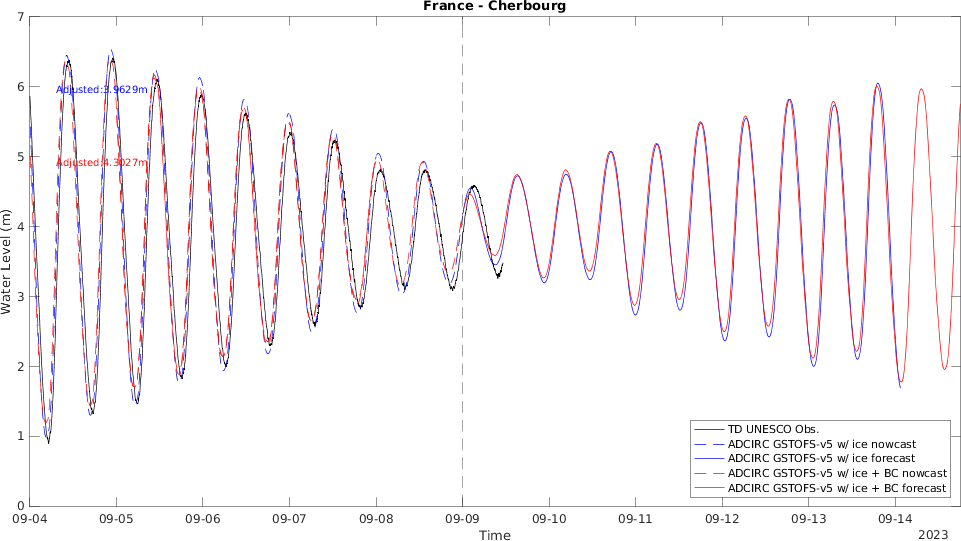 France - Cherbourg
7
6
5
4
3
2
1
0
Water Level (m)
Adjusted:3.9629m
Adjusted:4.3027m
TD UNESCO Obs.
ADCIRC GSTOFS-v5 w/ ice nowcast
ADCIRC GSTOFS-v5 w/ ice forecast
ADCIRC GSTOFS-v5 w/ ice + BC nowcast
ADCIRC GSTOFS-v5 w/ ice + BC forecast
09-04 09-05 09-06 09-07 09-08 09-09 09-10 09-11 09-12 09-13 09-14
Time
2023